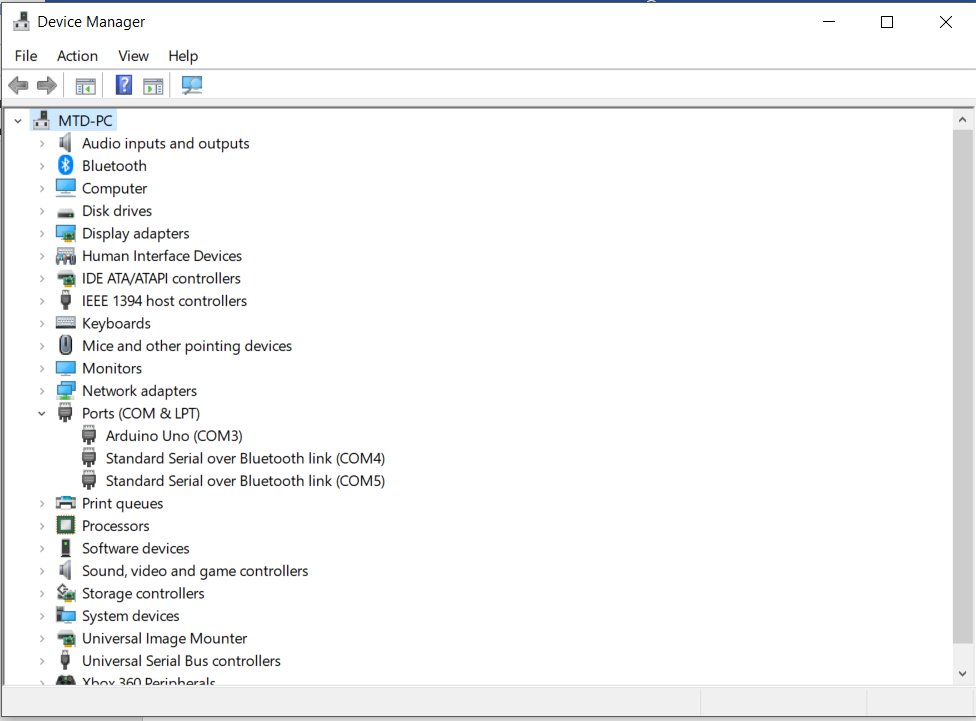 Device Manager
File Action View Help
MTD-PC
Audio inputs and outputs
Bluetooth
Computer
Disk drives
Display adapters
Human Interface Devices
IDE ATA/ATAPI controllers
IEEE 1394 host controllers
Keyboards
Mice and other pointing devices
Monitors
Network adapters
Ports (COM & LPT)
Arduino Uno (COM3)
Standard Serial over Bluetooth link (COM4)
Standard Serial over Bluetooth link (COM5)
Print queues
Processors
Software devices
Sound, video and game controllers
Storage controllers
System devices
Universal Image Mounter
Universal Serial Bus controllers
Xbox 360 Peripherals